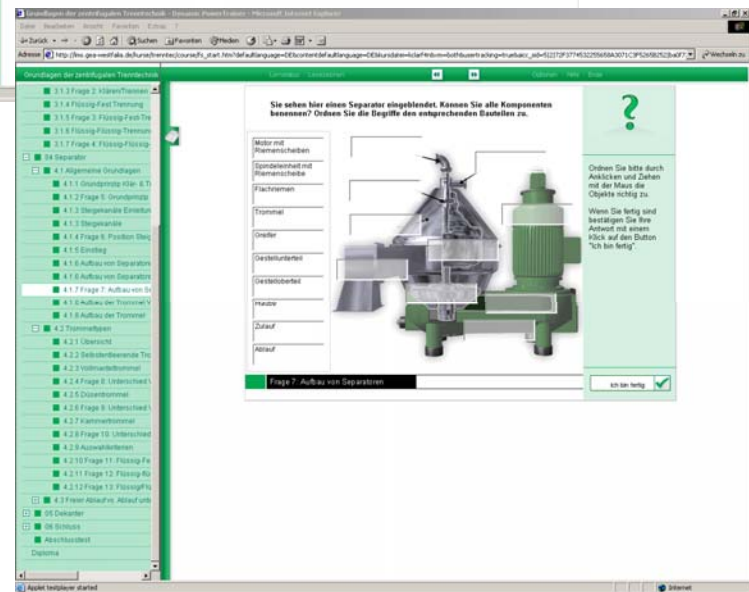 Grundlagen der zentrifugalen Trenntechnik - Dynamic PowerTrainer - Microsoft Internet Explorer
Datei Bearbeiten Ansicht Favoriten Extras ?
Zurück
Suchen
Favoriten
Medien
Adresse
Wechseln zu
Grundlagen der zentrifugalen Trenntechnik
Optionen
Hilfe
Ende
3.1.3 Frage 2: Klären/Trennen
3.1.4 Flüssig-Fest Trennung
3.1.5 Frage 3: Flüssig-Fest-Tre
3.1.6 Flüssig-Flüssig-Trennung
3.1.7 Frage 4: Flüssig-Flüssig-
04 Separator
4.1 Allgemeine Grundlagen
4.1.1 Grundprinzip Klär- & Tr
4.1.2 Frage 5: Grundprinzip
4.1.3 Steigekanäle Einleitun
4.1.3 Steigekanäle
4.1.4 Frage 6: Position Steig
4.1.5 Einstieg
4.1.6 Aufbau von Separatore
4.1.6 Aufbau von Separatore
4.1.7 Frage 7: Aufbau von Se
4.1.8 Aufbau der Trommel V
4.1.8 Aufbau der Trommel
4.2 Trommeltypen
4.2.1 Übersicht
4.2.2 Selbstentleerende Tro
4.2.3 Vollmanteltrommel
4.2.4 Frage 8: Unterschied V
4.2.5 Düsentrommel
4.2.6 Frage 9: Unterschied V
4.2.7 Kammertrommel
4.2.8 Frage 10: Unterschied
4.2.9 Auswahlkriterien
4.2.10 Frage 11: Flüssig-Fe
4.2.11 Frage 12: Flüssig-flü
4.2.12 Frage 13: Flüssig/Flü
4.3 Freier Ablauf vs. Ablauf unte
05 Dekanter
06 Schluss
Abschlusstest
Diploma
Sie sehen hier einen Separator eingeblendet. Können Sie alle Komponenten
benennen? Ordnen Sie die Begriffe den entsprechenden Bauteilen zu.
Motor mit
Riemenscheiben
Spindeleinheit mit
Riemenscheibe
Flachriemen
Trommel
Greifer
Gestellunterteil
Gestelloberteil
Haube
Zulauf
Ablauf
?
Ordnen Sie bitte durch
Anklicken und Ziehen
mit der Maus die
Objekte richtig zu.
Wenn Sie fertig sind
bestätigen Sie Ihre
Antwort mit einem
Klick auf den Button
"Ich bin fertig".
Frage 7: Aufbau von Separatoren
Ich bin fertig
Applet testplayer started
Internet